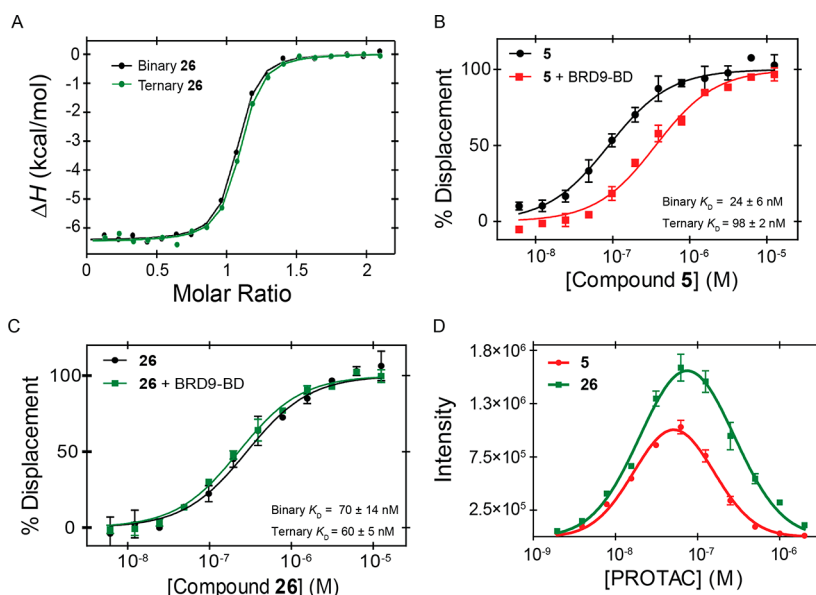 A
ΔH (kcal/mol)
0
-1
-2
-3
-4
-5
-6
Binary 26
Ternary 26
0
0.5
1
1.5
2
Molar Ratio
B
% Displacement
100
50
0
5
5 + BRD9-BD
Binary KD = 24 ± 6 nM
Ternary KD = 98 ± 2 nM
10-8
10-7
10-6
10-5
[Compound 5] (M)
C
% Displacement
100
50
0
26
26 + BRD9-BD
Binary KD = 70 ± 14 nM
Ternary KD = 60 ± 5 nM
10-8
10-7
10-6
10-5
[Compound 26] (M)
D
Intensity
1.8×106
1.3×106
7.5×105
2.5×105
5
26
10-9
10-8
10-7
10-6
[PROTAC] (M)